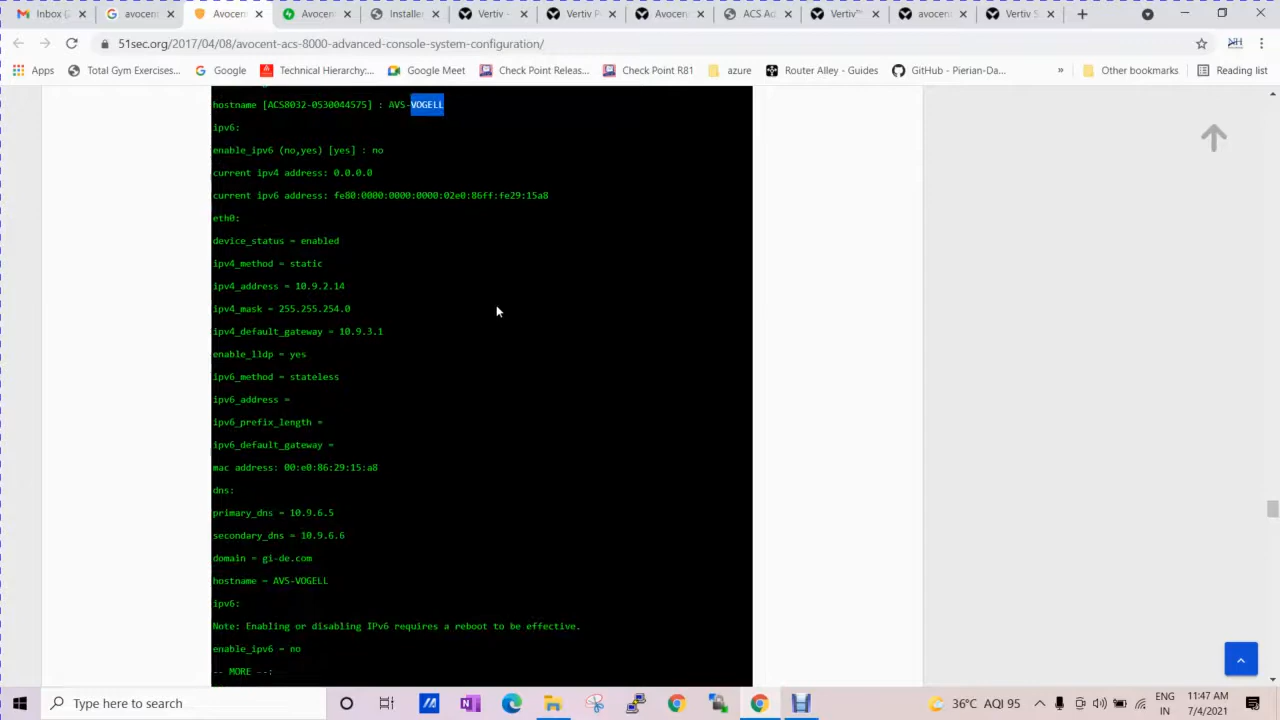 Inbox
avocen
Avocen
Avocen
Installe
Vertiv -
Vertiv
Avocen
ACS Ad
Vertiv
avocen
Vertiv S
51sec.org/2017/04/08/avocent-acs-8000-advanced-console-system-configuration/
Apps
Total Gym Exercises...
Google
Technical Hierarchy:...
Google Meet
Check Point Releas...
Check Point R81
azure
Router Alley - Guides
GitHub - Pierrin-Da...
»
Other bookmarks
Reading list
hostname [ACS8032-0530044575] : AVS-VOGELL
ipv6:
enable_ipv6 (no,yes) [yes] : no
current ipv4 address: 0.0.0.0
current ipv6 address: fe80:0000:0000:0000:02e0:86ff:fe29:15a8
eth0:
device_status = enabled
ipv4_method = static
ipv4_address = 10.9.2.14
ipv4_mask = 255.255.254.0
ipv4_default_gateway = 10.9.3.1
enable_lldp = yes
ipv6_method = stateless
ipv6_address =
ipv6_prefix_length =
ipv6_default_gateway =
mac address: 00:e0:86:29:15:a8
dns:
primary_dns = 10.9.6.5
secondary_dns = 10.9.6.6
domain = gi-de.com
hostname = AVS-VOGELL
ipv6:
Note: Enabling or disabling IPv6 requires a reboot to be effective.
enable_ipv6 = no
-- MORE --:
Type here to search
36°C AQI 95
ENG
IN
11:47 AM
7/4/2021